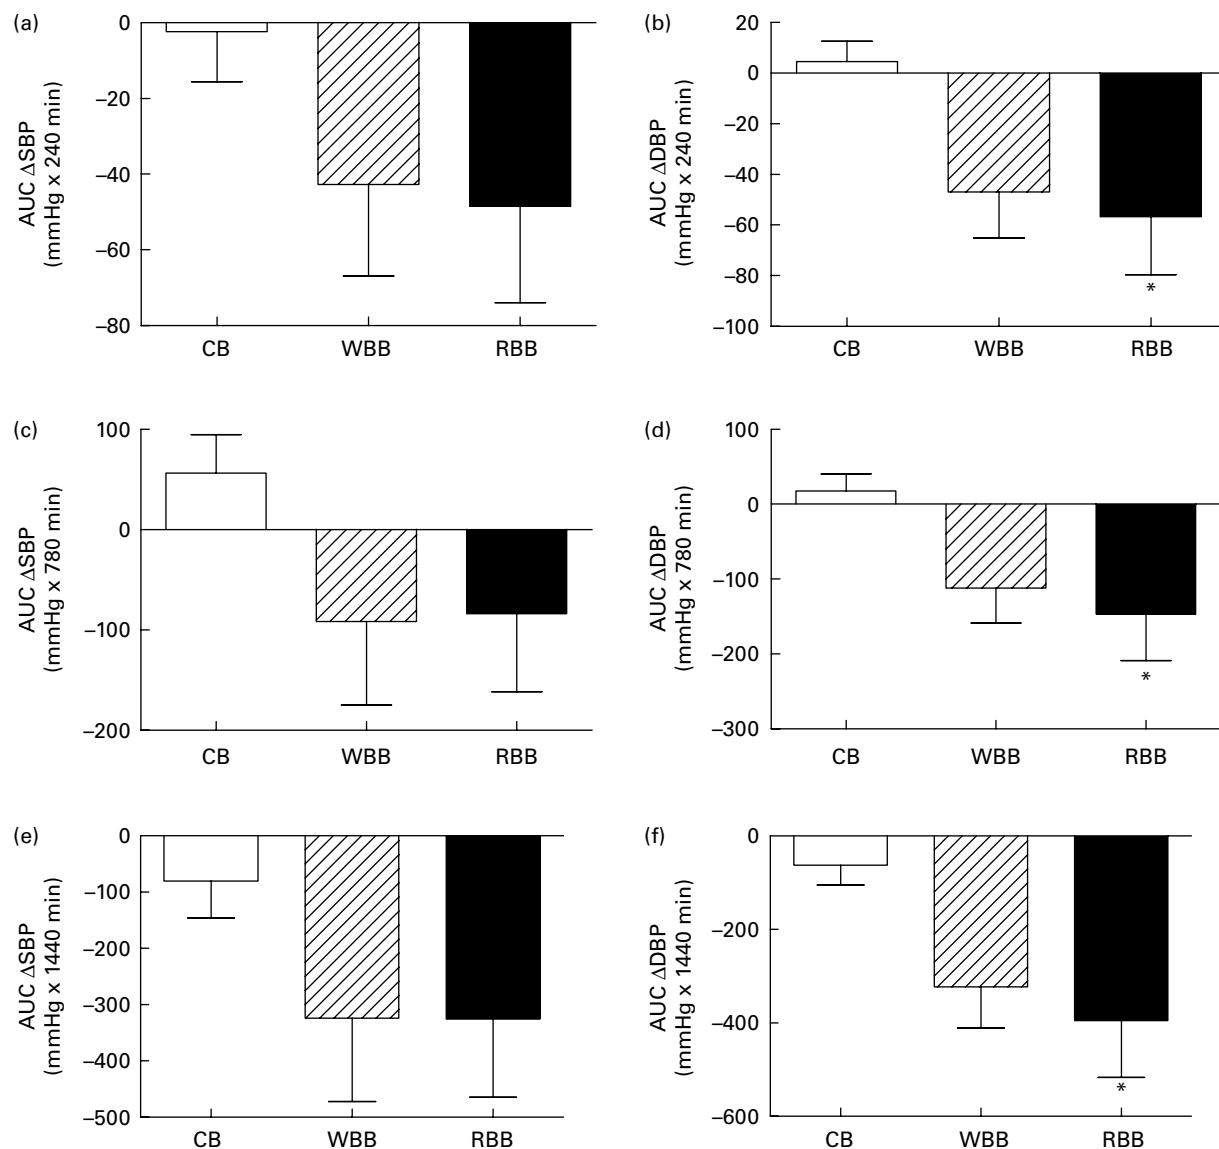 (a)
AUC ΔSBP
(mmHg x 240 min)
0
–20
–40
–60
–80
CB WBB RBB
(b)
AUC ΔDBP
(mmHg x 240 min)
20
0
–20
–40
–60
–80
–100
*
CB WBB RBB
(c)
AUC ΔSBP
(mmHg x 780 min)
100
0
–100
–200
CB WBB RBB
(d)
AUC ΔDBP
(mmHg x 780 min)
100
0
–100
–200
–300
*
CB WBB RBB
(e)
AUC ΔSBP
(mmHg x 1440 min)
0
–100
–200
–300
–400
–500
CB WBB RBB
(f)
AUC ΔDBP
(mmHg x 1440 min)
0
–200
–400
–600
*
CB WBB RBB